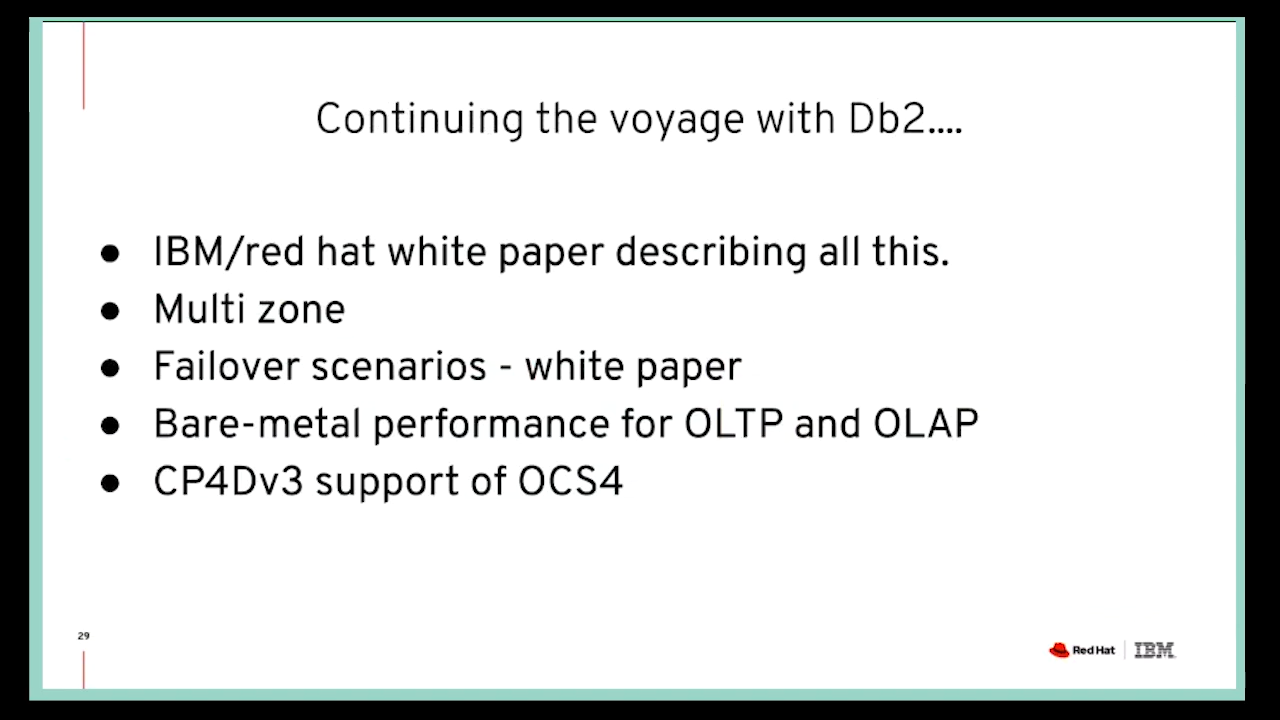 Continuing the voyage with Db2....
● IBM/red hat white paper describing all this.
● Multi zone
● Failover scenarios - white paper
● Bare-metal performance for OLTP and OLAP
● CP4Dv3 support of OCS4
29
Red Hat | IBM